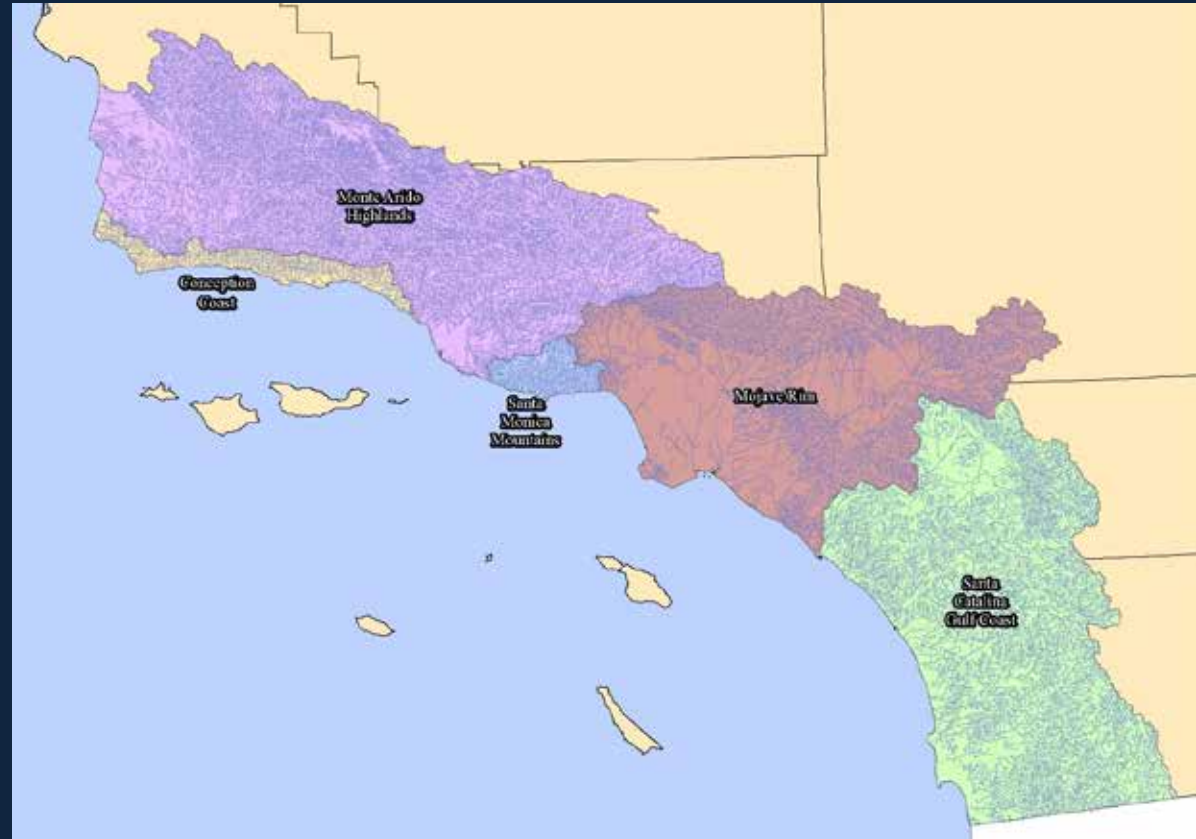 Monte Arido
Highlands
Conception
Coast
Santa
Monica
Mountains
Mojave Rim
Santa
Catalina
Gulf Coast